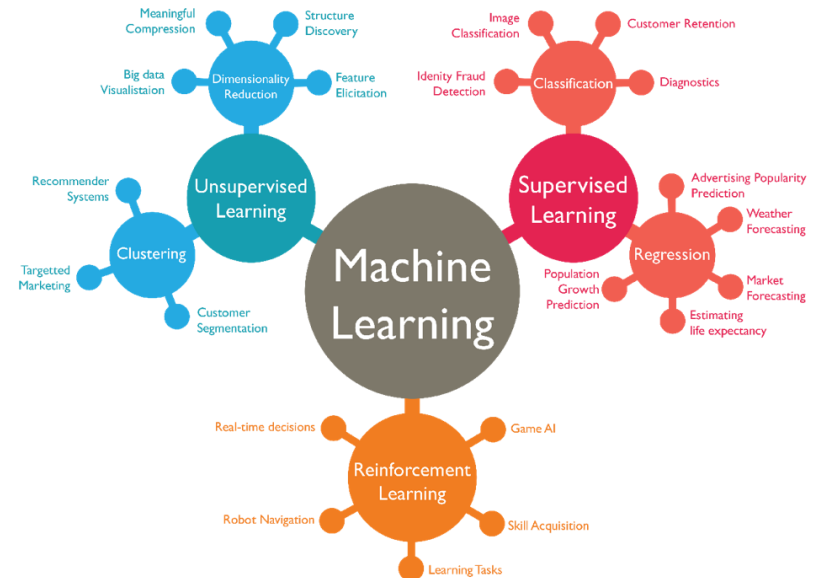 Meaningful
Compression
Structure
Discovery
Big data
Visualistaion
Dimensionality
Reduction
Feature
Elicitation
Unsupervised
Learning
Recommender
Systems
Clustering
Targetted
Marketing
Customer
Segmentation
Machine
Learning
Image
Classification
Customer Retention
Idenity Fraud
Detection
Classification
Diagnostics
Supervised
Learning
Advertising Popularity
Prediction
Weather
Forecasting
Regression
Population
Growth
Prediction
Market
Forecasting
Estimating
life expectancy
Real-time decisions
Game AI
Reinforcement
Learning
Robot Navigation
Skill Acquisition
Learning Tasks